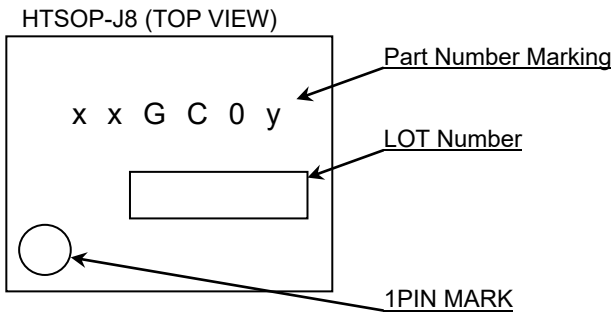 HTSOP-J8 (TOP VIEW)
Part Number Marking
x x G C 0 y
LOT Number
1PIN MARK